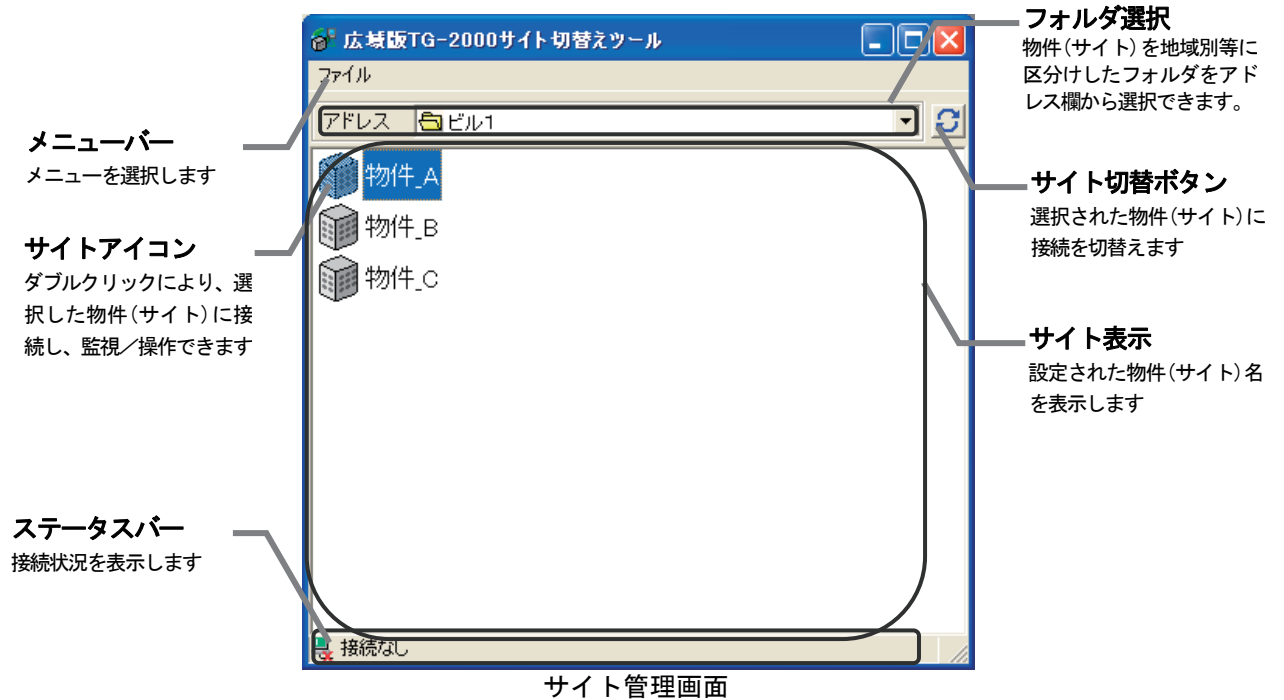 広域版TG-2000サイト切替えツール
ファイル
アドレス ビル1
物件_A
物件_B
物件_C
接続なし
メニューバー
メニューを選択します
サイトアイコン
ダブルクリックにより、選
択した物件(サイト)に接
続し、監視／操作できます
ステータスバー
接続状況を表示します
フォルダ選択
物件(サイト)を地域別等に
区分けしたフォルダをアド
レス欄から選択できます。
サイト切替ボタン
選択された物件(サイト)に
接続を切替えます
サイト表示
設定された物件(サイト)名
を表示します
サイト管理画面